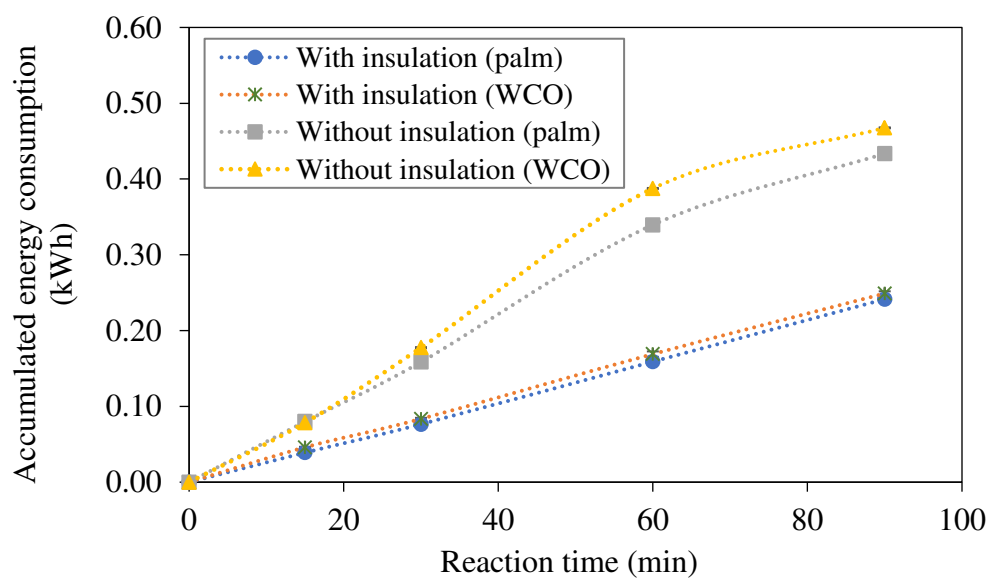 0.60
0.50
0.40
0.30
0.20
0.10
0.00
Accumulated energy consumption
(kWh)
With insulation (palm)
With insulation (WCO)
Without insulation (palm)
Without insulation (WCO)
0 20 40 60 80 100
Reaction time (min)